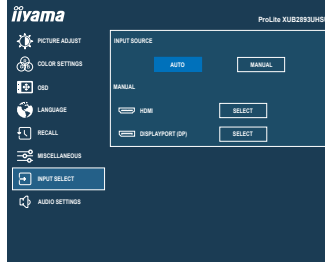 iiyama
ProLite XUB2893UHSU
PICTURE ADJUST
COLOR SETTINGS
OSD
LANGUAGE
RECALL
MISCELLANEOUS
INPUT SELECT
AUDIO SETTINGS
INPUT SOURCE
AUTO
MANUAL
MANUAL
HDMI
SELECT
DISPLAYPORT (DP)
SELECT